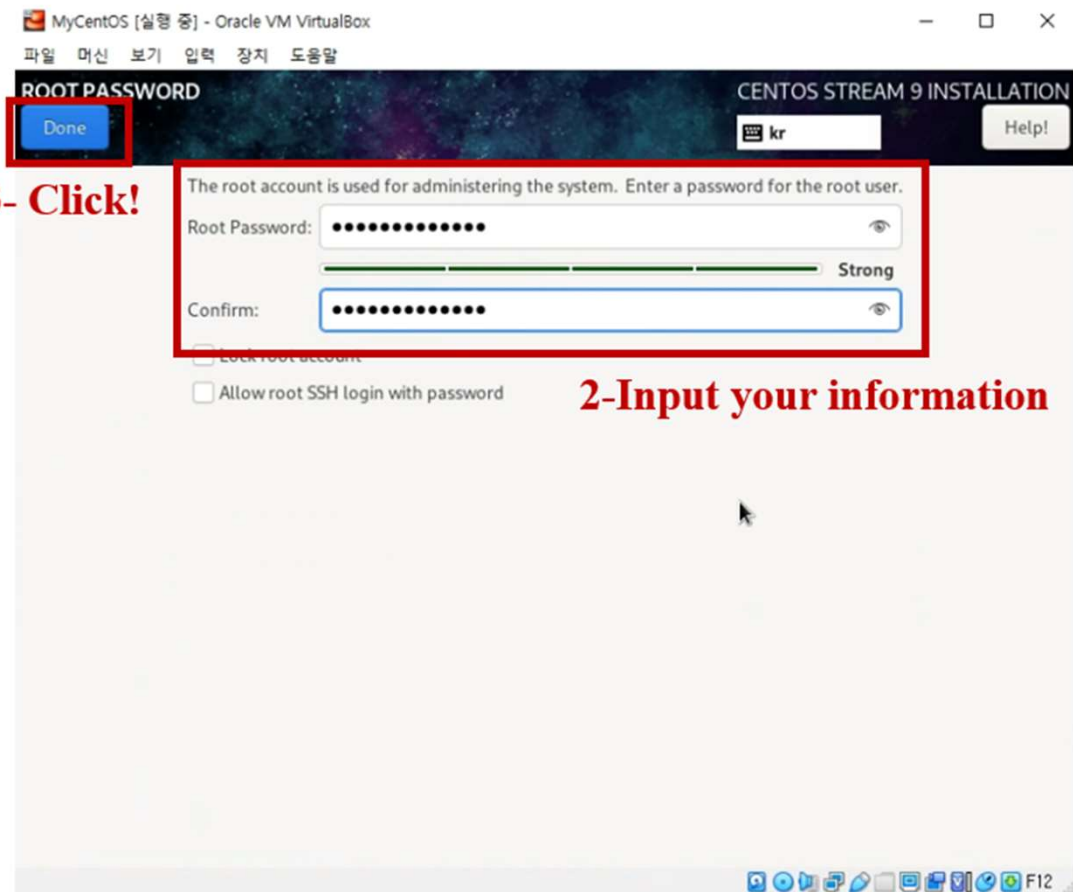 MyCentOS [실행 중] - Oracle VM VirtualBox
파일 머신 보기 입력 장치 도움말
ROOT PASSWORD
CENTOS STREAM 9 INSTALLATION
Done
kr
Help!
- Click!
The root account is used for administering the system. Enter a password for the root user.
Root Password: •••••••••••••
Strong
Confirm: •••••••••••••
Lock root account
Allow root SSH login with password
2-Input your information
F12